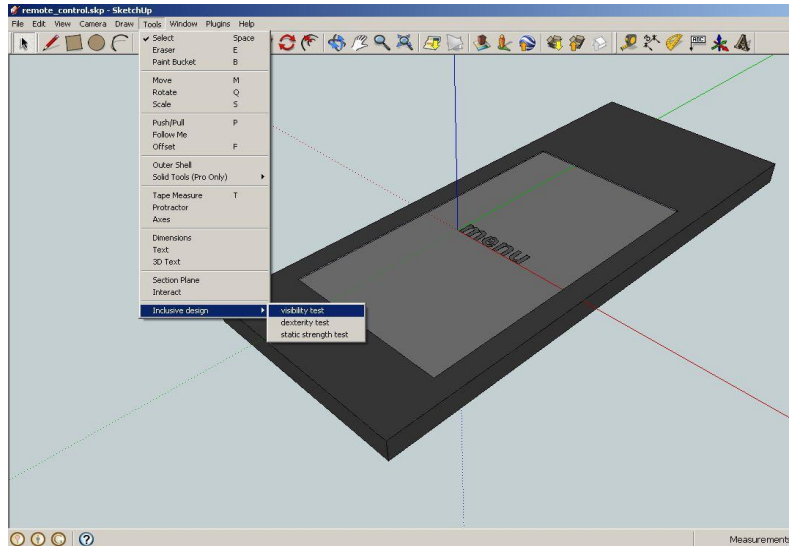 remote_control.skp - SketchUp
File Edit View Camera Draw Tools Window Plugins Help
Select Space
Eraser E
Paint Bucket B
Move M
Rotate Q
Scale S
Push/Pull P
Follow Me
Offset F
Outer Shell
Solid Tools (Pro Only)
Tape Measure T
Protractor
Axes
Dimensions
Text
3D Text
Section Plane
Interact
Inclusive design
visibility test
dexterity test
static strength test
menu
Measurements